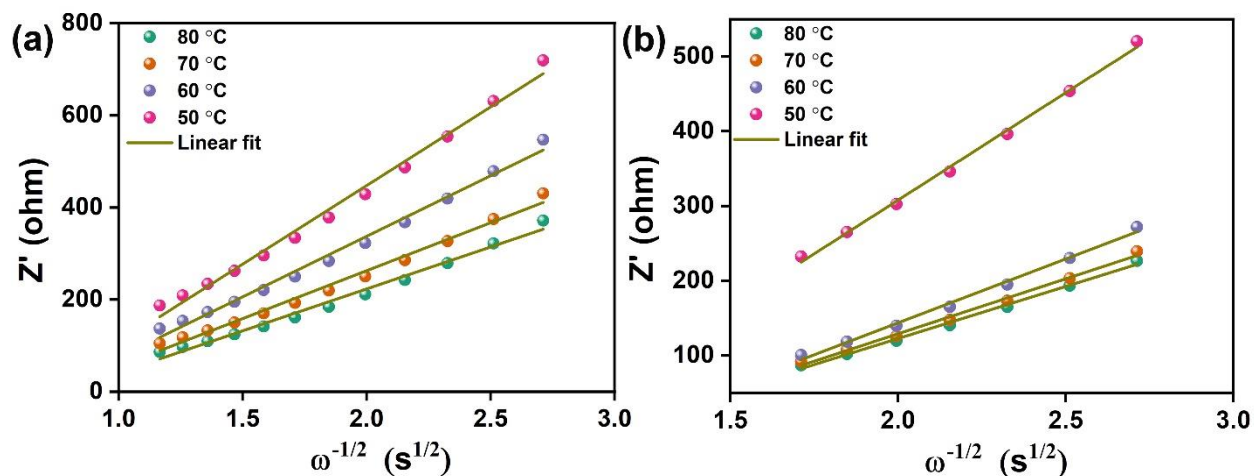 (a)
800
600
400
200
0
Z' (ohm)
80 °C
70 °C
60 °C
50 °C
Linear fit
1.0 1.5 2.0 2.5 3.0
ω-1/2 (s1/2)
(b)
500
400
300
200
100
Z' (ohm)
80 °C
70 °C
60 °C
50 °C
Linear fit
1.5 2.0 2.5 3.0
ω-1/2 (s1/2)